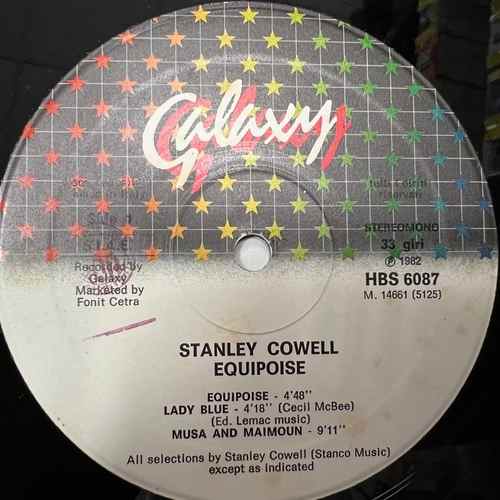 Galaxy
Side 1
S.I.A.E.
Recorded by
Galaxy
Marketed by
Fonit Cetra
STEREOMONO
33 giri
℗ 1982
HBS 6087
M. 14661 (5125)
STANLEY COWELL
EQUIPOISE
EQUIPOISE - 4'48''
LADY BLUE - 4'18'' (Cecil McBee)
(Ed. Lemac music)
MUSA AND MAIMOUN - 9'11''
All selections by Stanley Cowell (Stanco Music)
except as indicated